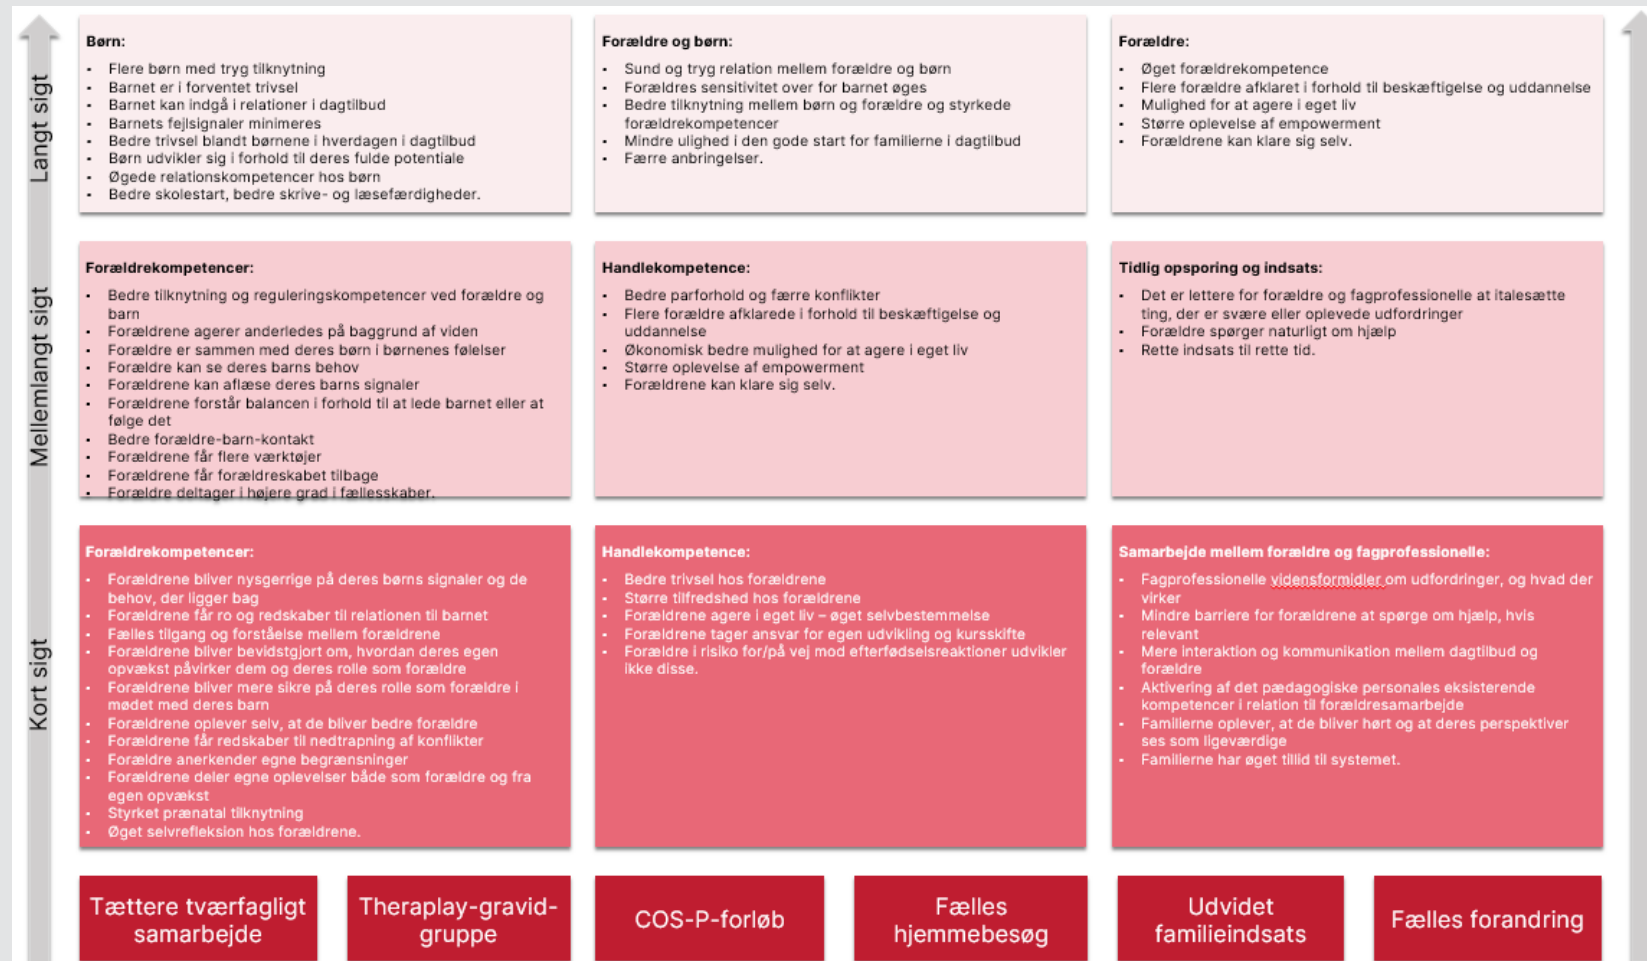 Langt sigt
Børn:
Flere børn med tryg tilknytning
Barnet er i forventet trivsel
Barnet kan indgå i relationer i dagtilbud
Barnets fejlsignaler minimeres
Bedre trivsel blandt børnene i hverdagen i dagtilbud
Børn udvikler sig i forhold til deres fulde potentiale
Øgede relationskompetencer hos børn
Bedre skolestart, bedre skrive- og læsefærdigheder.
Forældre og børn:
Sund og tryg relation mellem forældre og børn
Forældres sensitivitet over for barnet øges
Bedre tilknytning mellem børn og forældre og styrkede
forældrekompetencer
Mindre ulighed i den gode start for familierne i dagtilbud
Færre anbringelser.
Forældre:
Øget forældrekompetence
Flere forældre afklaret i forhold til beskæftigelse og uddannelse
Mulighed for at agere i eget liv
Større oplevelse af empowerment
Forældrene kan klare sig selv.
Mellemlangt sigt
Forældrekompetencer:
Bedre tilknytning og reguleringskompetencer ved forældre og
barn
Forældrene agerer anderledes på baggrund af viden
Forældre er sammen med deres børn i børnenes følelser
Forældre kan se deres barns behov
Forældrene kan aflæse deres barns signaler
Forældrene forstår balancen i forhold til at lede barnet eller at
følge det
Bedre forældre-barn-kontakt
Forældrene får flere værktøjer
Forældrene får forældreskabet tilbage
Forældre deltager i højere grad i fællesskaber.
Handlekompetence:
Bedre parforhold og færre konflikter
Flere forældre afklarede i forhold til beskæftigelse og
uddannelse
Økonomisk bedre mulighed for at agere i eget liv
Større oplevelse af empowerment
Forældrene kan klare sig selv.
Tidlig opsporing og indsats:
Det er lettere for forældre og fagprofessionelle at italesætte
ting, der er svære eller oplevede udfordringer
Forældre spørger naturligt om hjælp
Rette indsats til rette tid.
Kort sigt
Forældrekompetencer:
Forældrene bliver nysgerrige på deres børns signaler og de
behov, der ligger bag
Forældrene får ro og redskaber til relationen til barnet
Fælles tilgang og forståelse mellem forældrene
Forældrene bliver bevidstgjort om, hvordan deres egen
opvækst påvirker dem og deres rolle som forældre
Forældrene bliver mere sikre på deres rolle som forældre i
mødet med deres barn
Forældrene oplever selv, at de bliver bedre forældre
Forældrene får redskaber til nedtrapning af konflikter
Forældre anerkender egne begrænsninger
Forældrene deler egne oplevelser både som forældre og fra
egen opvækst
Styrket prænatal tilknytning
Øget selvrefleksion hos forældrene.
Handlekompetence:
Bedre trivsel hos forældrene
Større tilfredshed hos forældrene
Forældrene agere i eget liv – øget selvbestemmelse
Forældrene tager ansvar for egen udvikling og kursskifte
Forældre i risiko for/på vej mod efterfødselsreaktioner udvikler
ikke disse.
Samarbejde mellem forældre og fagprofessionelle:
Fagprofessionelle vidensformidler om udfordringer, og hvad der
virker
Mindre barriere for forældrene at spørge om hjælp, hvis
relevant
Mere interaktion og kommunikation mellem dagtilbud og
forældre
Aktivering af det pædagogiske personales eksisterende
kompetencer i relation til forældresamarbejde
Familierne oplever, at de bliver hørt og at deres perspektiver
ses som ligeværdige
Familierne har øget tillid til systemet.
Tættere tværfagligt
samarbejde
Theraplay-gravid-
gruppe
COS-P-forløb
Fælles
hjemmebesøg
Udvidet
familieindsats
Fælles forandring